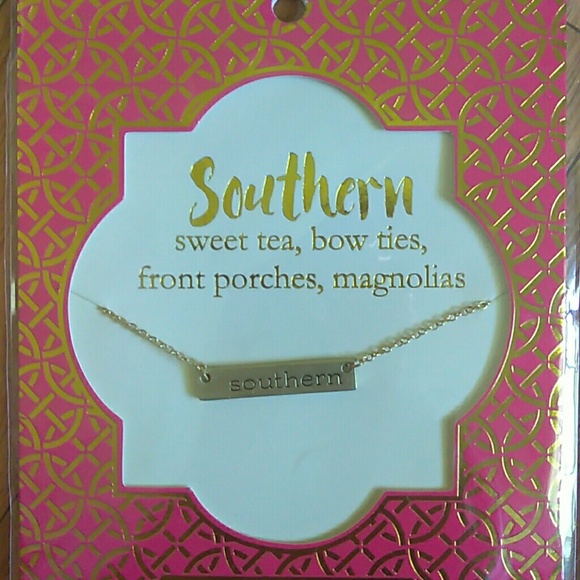 Southern
sweet tea, bow ties,
front porches, magnolias
southern